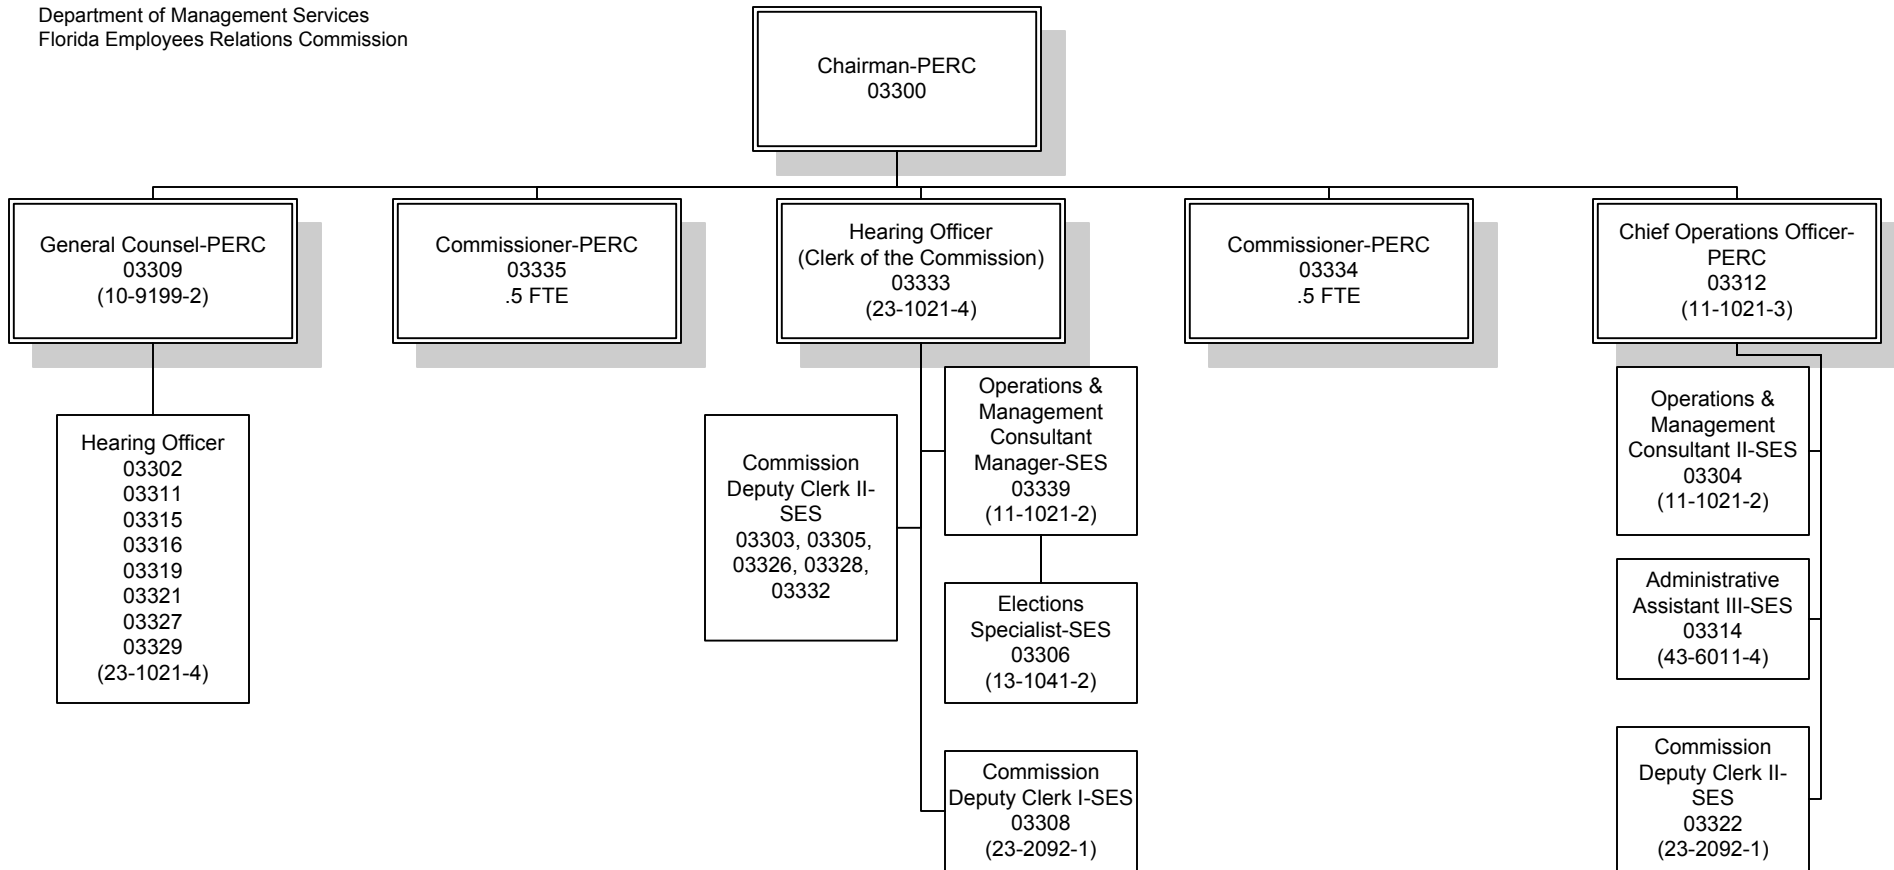 Department of Management Services
Florida Employees Relations Commission
Chairman-PERC
03300
General Counsel-PERC
03309
(10-9199-2)
Commissioner-PERC
03335
.5 FTE
Hearing Officer
(Clerk of the Commission)
03333
(23-1021-4)
Commissioner-PERC
03334
.5 FTE
Chief Operations Officer-
PERC
03312
(11-1021-3)
Hearing Officer
03302
03311
03315
03316
03319
03321
03327
03329
(23-1021-4)
Commission
Deputy Clerk II-
SES
03303, 03305,
03326, 03328,
03332
Operations &
Management
Consultant
Manager-SES
03339
(11-1021-2)
Elections
Specialist-SES
03306
(13-1041-2)
Commission
Deputy Clerk I-SES
03308
(23-2092-1)
Operations &
Management
Consultant II-SES
03304
(11-1021-2)
Administrative
Assistant III-SES
03314
(43-6011-4)
Commission
Deputy Clerk II-
SES
03322
(23-2092-1)